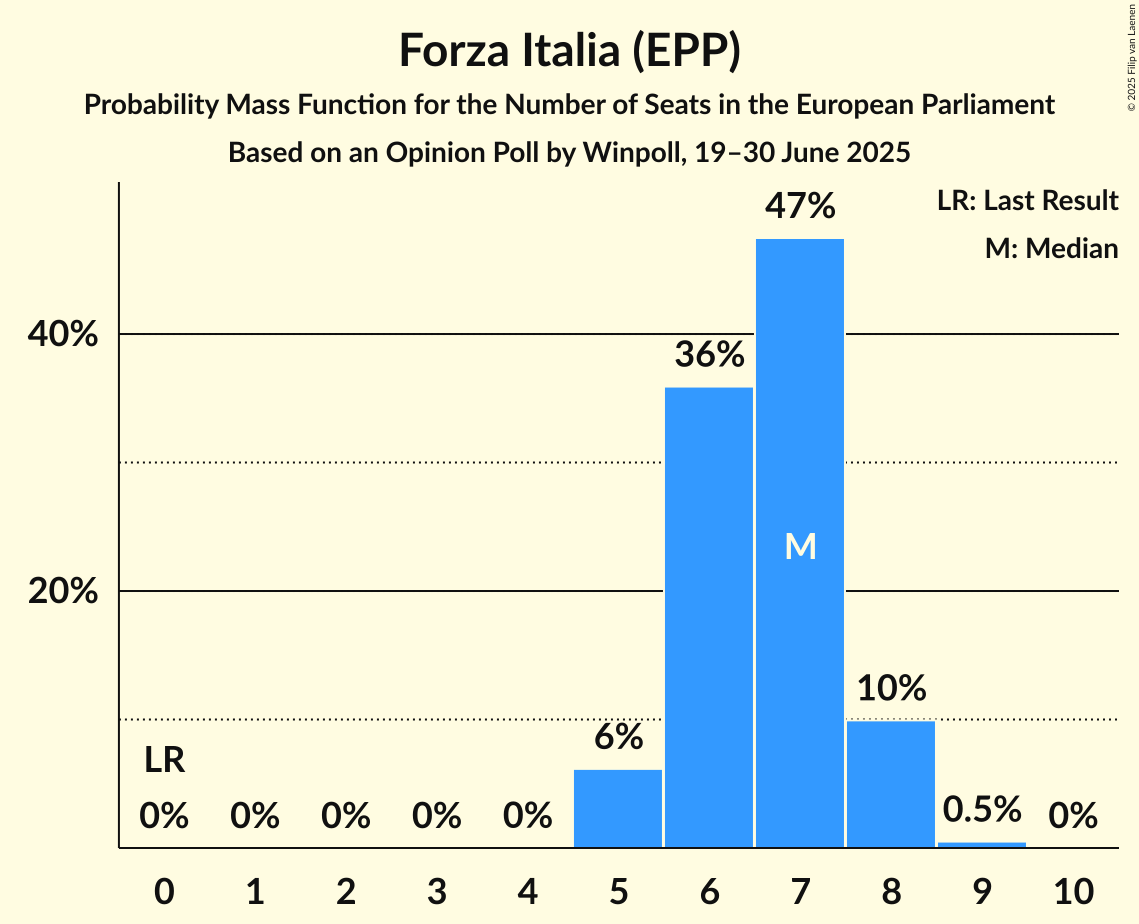 Forza Italia (EPP)
Probability Mass Function for the Number of Seats in the European Parliament
Based on an Opinion Poll by Winpoll, 19–30 June 2025
© 2025 Filip van Laenen
LR: Last Result
M: Median
47%
40%
36%
M
20%
10%
6%
LR
0% 0% 0% 0% 0% 0.5% 0%
0 1 2 3 4 5 6 7 8 9 10